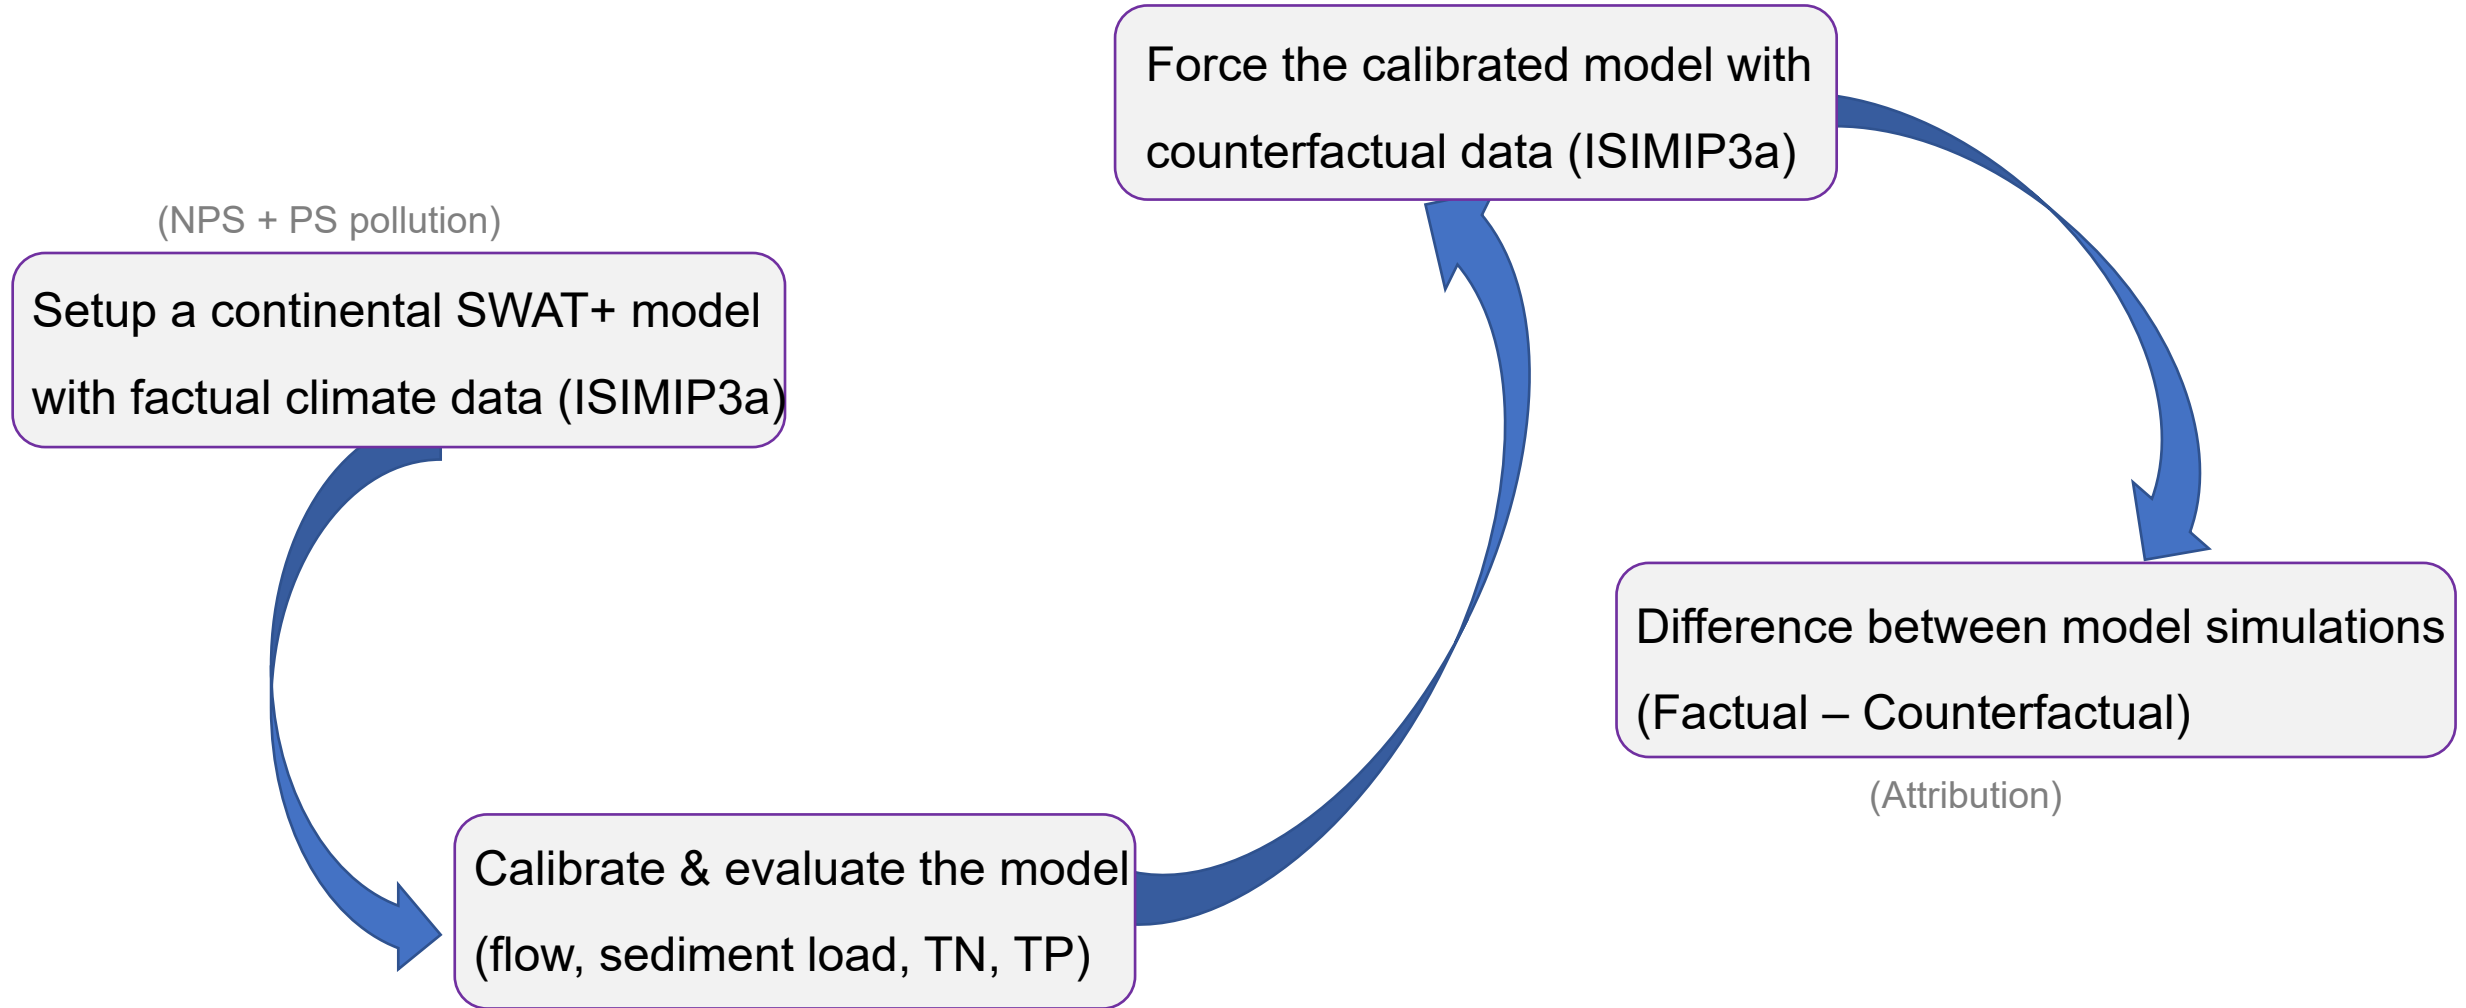 (NPS + PS pollution)
Setup a continental SWAT+ model
with factual climate data (ISIMIP3a)
Calibrate & evaluate the model
(flow, sediment load, TN, TP)
Force the calibrated model with
counterfactual data (ISIMIP3a)
Difference between model simulations
(Factual – Counterfactual)
(Attribution)